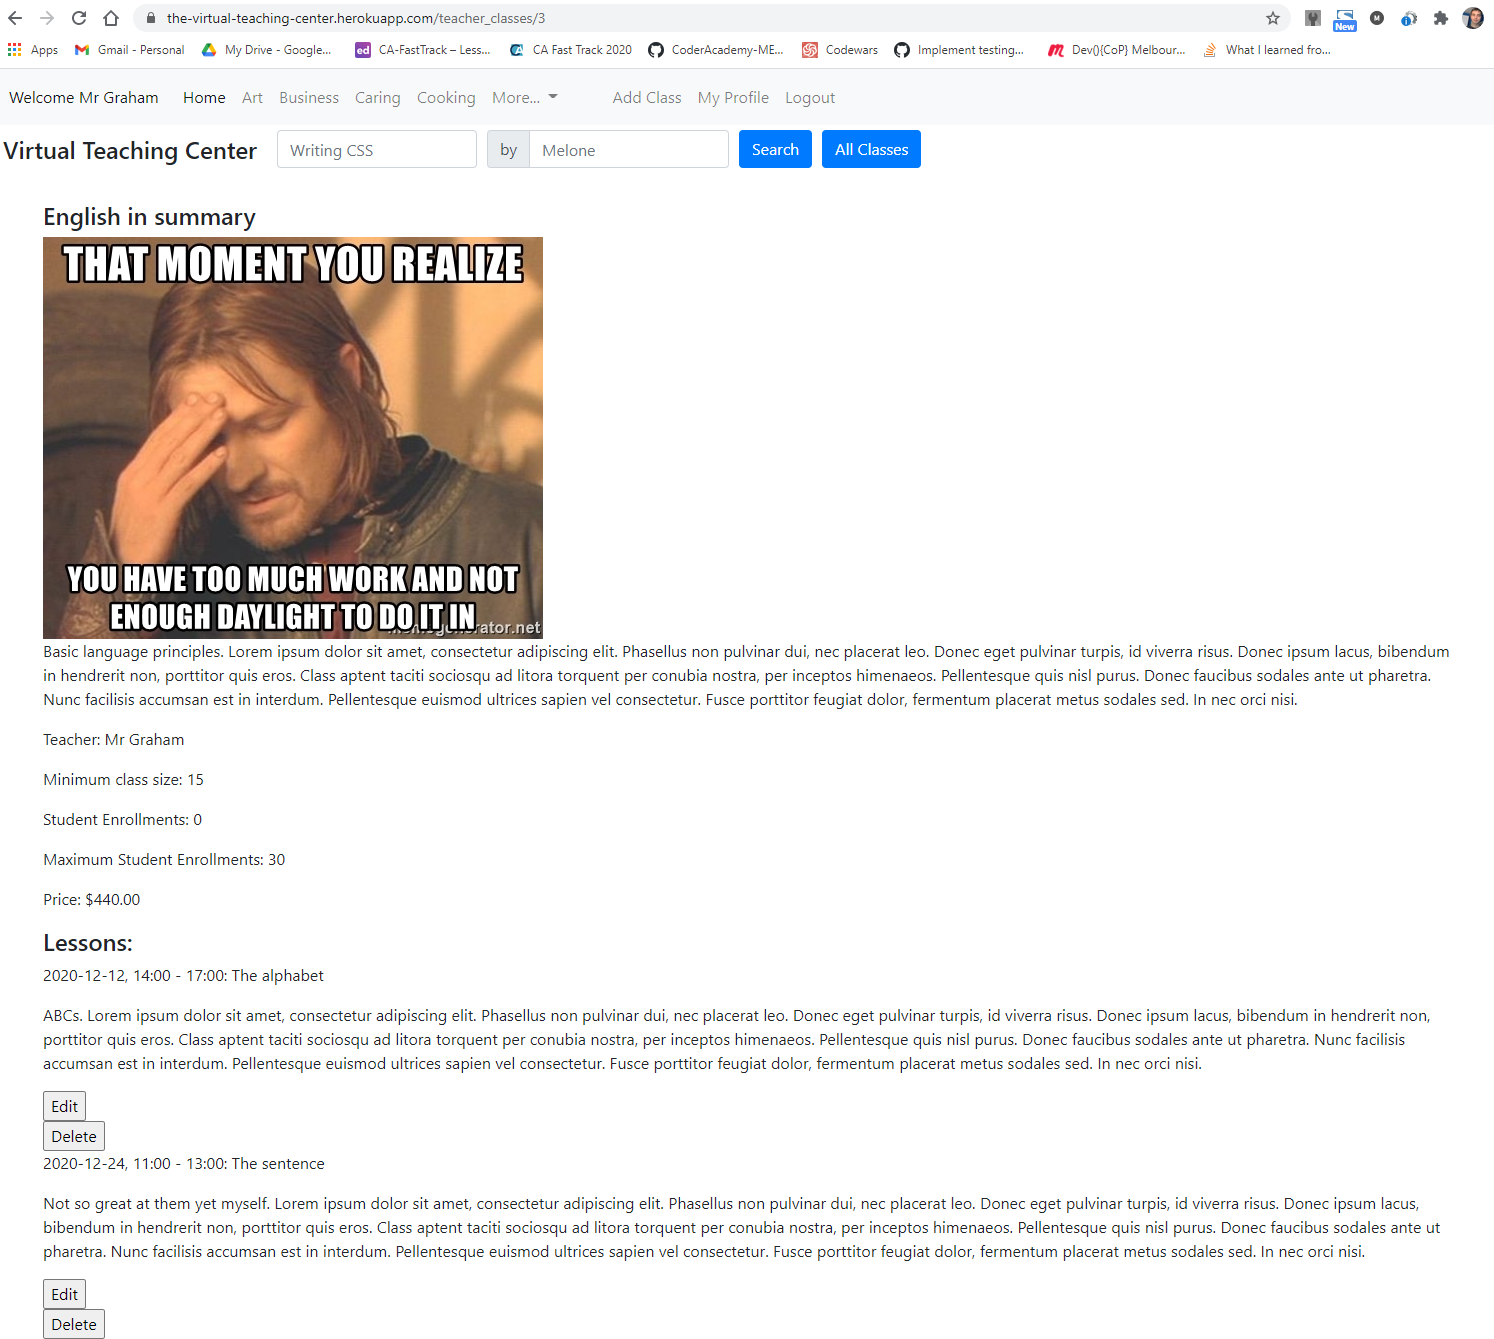 the-virtual-teaching-center.herokuapp.com/teacher_classes/3
New
M
Apps
Gmail - Personal
My Drive - Google...
ed
CA-FastTrack – Less...
CA Fast Track 2020
CoderAcademy-ME...
Codewars
Implement testing...
Dev(){CoP} Melbour...
What I learned fro...
Welcome Mr Graham Home Art Business Caring Cooking More... Add Class My Profile Logout
Virtual Teaching Center Writing CSS by Melone Search All Classes
English in summary
THAT MOMENT YOU REALIZE
YOU HAVE TOO MUCH WORK AND NOT
ENOUGH DAYLIGHT TO DO IT IN
Basic language principles. Lorem ipsum dolor sit amet, consectetur adipiscing elit. Phasellus non pulvinar dui, nec placerat leo. Donec eget pulvinar turpis, id viverra risus. Donec ipsum lacus, bibendum
in hendrerit non, porttitor quis eros. Class aptent taciti sociosqu ad litora torquent per conubia nostra, per inceptos himenaeos. Pellentesque quis nisl purus. Donec faucibus sodales ante ut pharetra.
Nunc facilisis accumsan est in interdum. Pellentesque euismod ultrices sapien vel consectetur. Fusce porttitor feugiat dolor, fermentum placerat metus sodales sed. In nec orci nisi.
Teacher: Mr Graham
Minimum class size: 15
Student Enrollments: 0
Maximum Student Enrollments: 30
Price: $440.00
Lessons:
2020-12-12, 14:00 - 17:00: The alphabet
ABCs. Lorem ipsum dolor sit amet, consectetur adipiscing elit. Phasellus non pulvinar dui, nec placerat leo. Donec eget pulvinar turpis, id viverra risus. Donec ipsum lacus, bibendum in hendrerit non,
porttitor quis eros. Class aptent taciti sociosqu ad litora torquent per conubia nostra, per inceptos himenaeos. Pellentesque quis nisl purus. Donec faucibus sodales ante ut pharetra. Nunc facilisis
accumsan est in interdum. Pellentesque euismod ultrices sapien vel consectetur. Fusce porttitor feugiat dolor, fermentum placerat metus sodales sed. In nec orci nisi.
Edit
Delete
2020-12-24, 11:00 - 13:00: The sentence
Not so great at them yet myself. Lorem ipsum dolor sit amet, consectetur adipiscing elit. Phasellus non pulvinar dui, nec placerat leo. Donec eget pulvinar turpis, id viverra risus. Donec ipsum lacus,
bibendum in hendrerit non, porttitor quis eros. Class aptent taciti sociosqu ad litora torquent per conubia nostra, per inceptos himenaeos. Pellentesque quis nisl purus. Donec faucibus sodales ante ut
pharetra. Nunc facilisis accumsan est in interdum. Pellentesque euismod ultrices sapien vel consectetur. Fusce porttitor feugiat dolor, fermentum placerat metus sodales sed. In nec orci nisi.
Edit
Delete